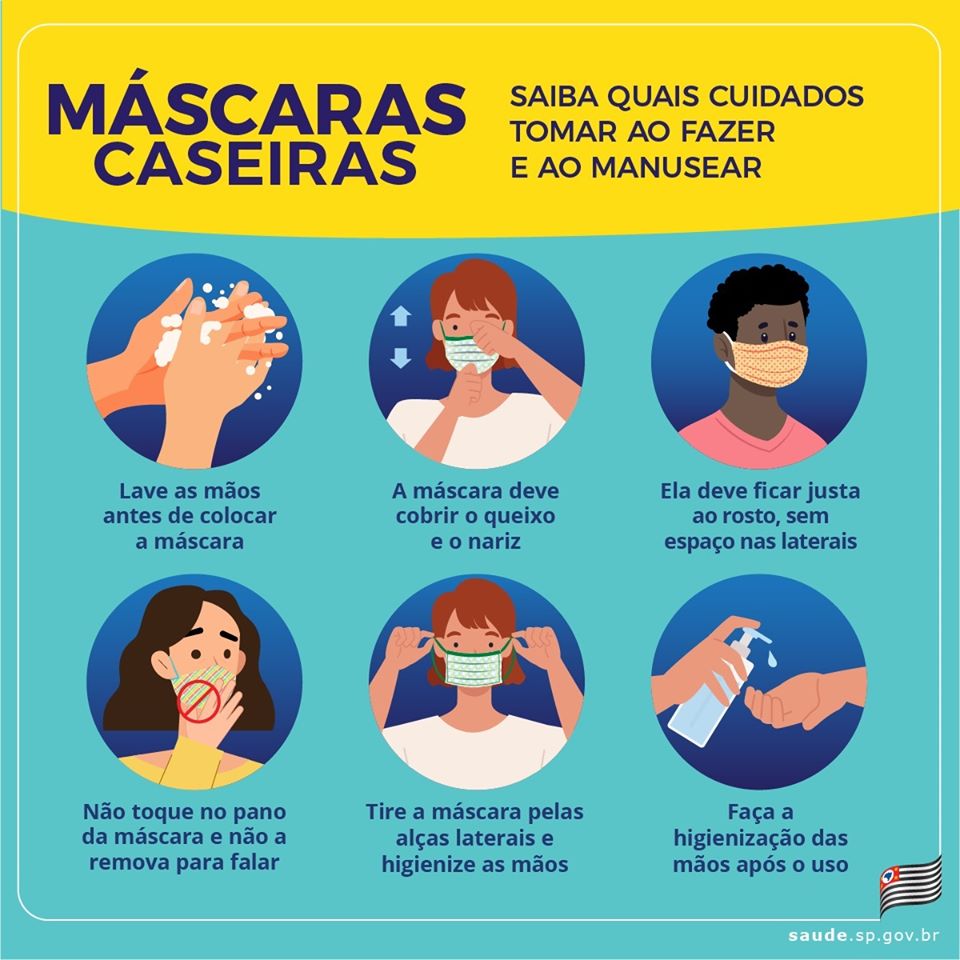 MÁSCARAS
CASEIRAS
SAIBA QUAIS CUIDADOS
TOMAR AO FAZER
E AO MANUSEAR
Lave as mãos
antes de colocar
a máscara
A máscara deve
cobrir o queixo
e o nariz
Ela deve ficar justa
ao rosto, sem
espaço nas laterais
Não toque no pano
da máscara e não a
remova para falar
Tire a máscara pelas
alças laterais e
higienize as mãos
Faça a
higienização das
mãos após o uso
saude.sp.gov.br